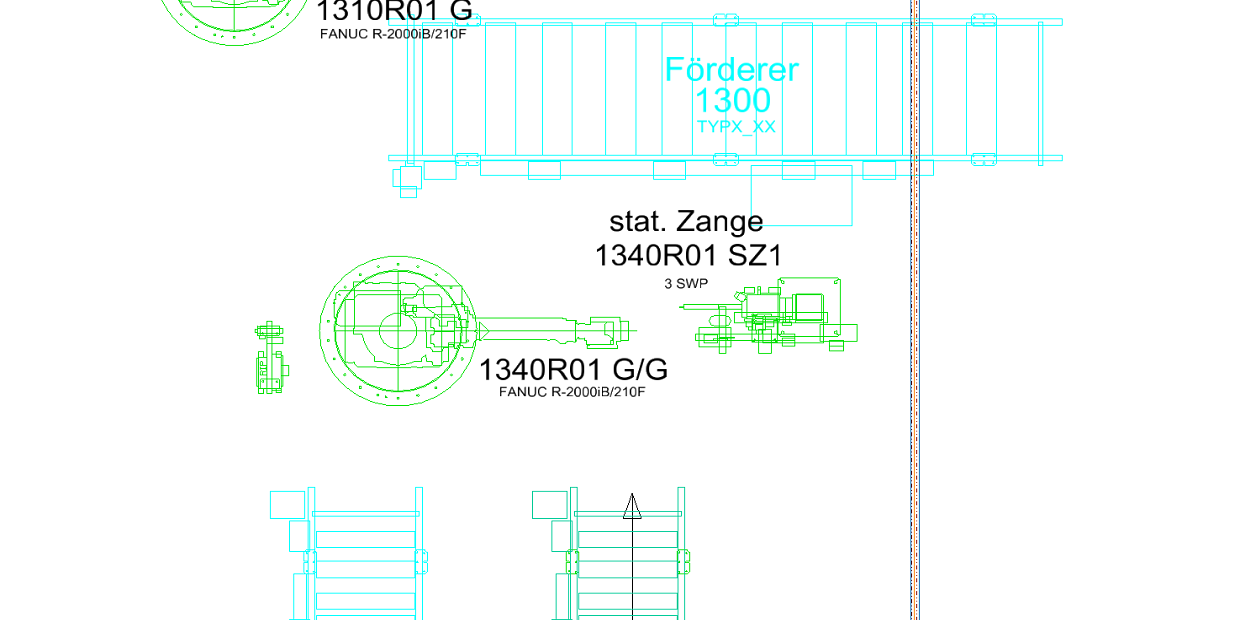 1310R01 G
FANUC R-2000iB/210F
Förderer
1300
TYPX_XX
stat. Zange
1340R01 SZ1
3 SWP
1340R01 G/G
FANUC R-2000iB/210F